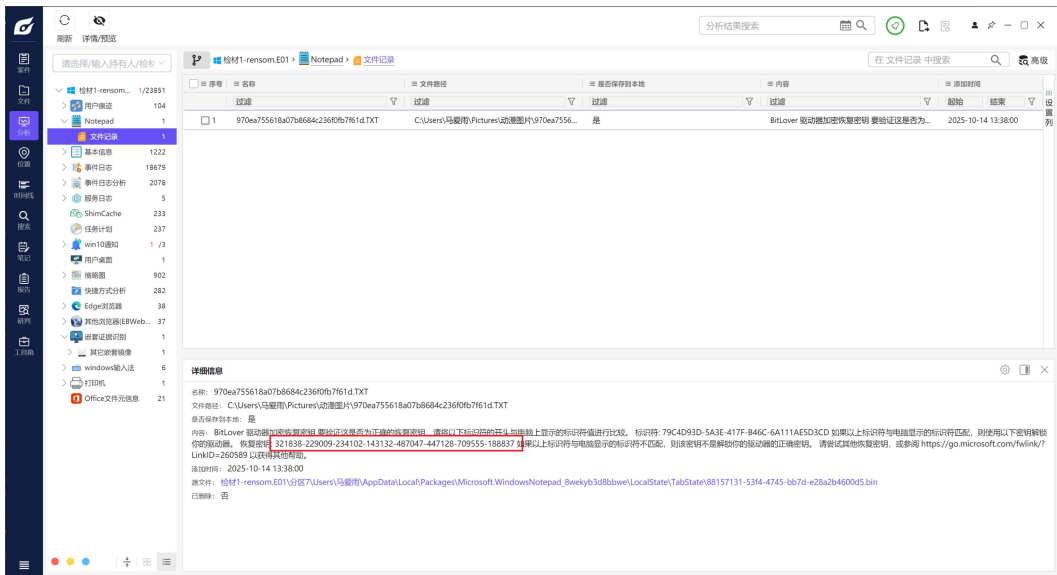 刷新
详情/预览
分析结果搜索
案件
文件
分析
位置
时间线
搜索
笔记
报告
研判
工具箱
请选择/输入持有人/检材
检材1-rensom... 1/23851
用户痕迹 104
Notepad 1
文件记录 1
基本信息 1222
事件日志 18679
事件日志分析 2078
服务日志 5
ShimCache 233
任务计划 237
win10通知 1 /3
用户桌面 1
缩略图 902
快捷方式分析 282
Edge浏览器 38
其他浏览器(EBWeb... 37
嵌套证据识别 1
其它嵌套镜像 1
windows输入法 6
打印机 1
Office文件元信息 21
检材1-rensom.E01 › Notepad › 文件记录
在 文件记录 中搜索
高级
序号 名称 文件路径 是否保存到本地 内容 添加时间
过滤 过滤 过滤 过滤 起始 结束
设置列
1 970ea755618a07b8684c236f0fb7f61d.TXT C:\Users\马爱雨\Pictures\动漫图片\970ea7556... 是 BitLover 驱动器加密恢复密钥 要验证这是否为... 2025-10-14 13:38:00
详细信息
名称: 970ea755618a07b8684c236f0fb7f61d.TXT
文件路径: C:\Users\马爱雨\Pictures\动漫图片\970ea755618a07b8684c236f0fb7f61d.TXT
是否保存到本地: 是
内容: BitLover 驱动器加密恢复密钥 要验证这是否为正确的恢复密钥，请将以下标识符的开头与电脑上显示的标识符值进行比较。 标识符: 79C4D93D-5A3E-417F-B46C-6A111AE5D3CD 如果以上标识符与电脑显示的标识符匹配，则使用以下密钥解锁
你的驱动器。 恢复密钥: 321838-229009-234102-143132-487047-447128-709555-188837 如果以上标识符与电脑显示的标识符不匹配，则该密钥不是解锁你的驱动器的正确密钥。 请尝试其他恢复密钥，或参阅 https://go.microsoft.com/fwlink/?
LinkID=260589 以获得其他帮助。
添加时间: 2025-10-14 13:38:00
源文件: 检材1-rensom.E01\分区7\Users\马爱雨\AppData\Local\Packages\Microsoft.WindowsNotepad_8wekyb3d8bbwe\LocalState\TabState\88157131-53f4-4745-bb7d-e28a2b4600d5.bin
已删除: 否